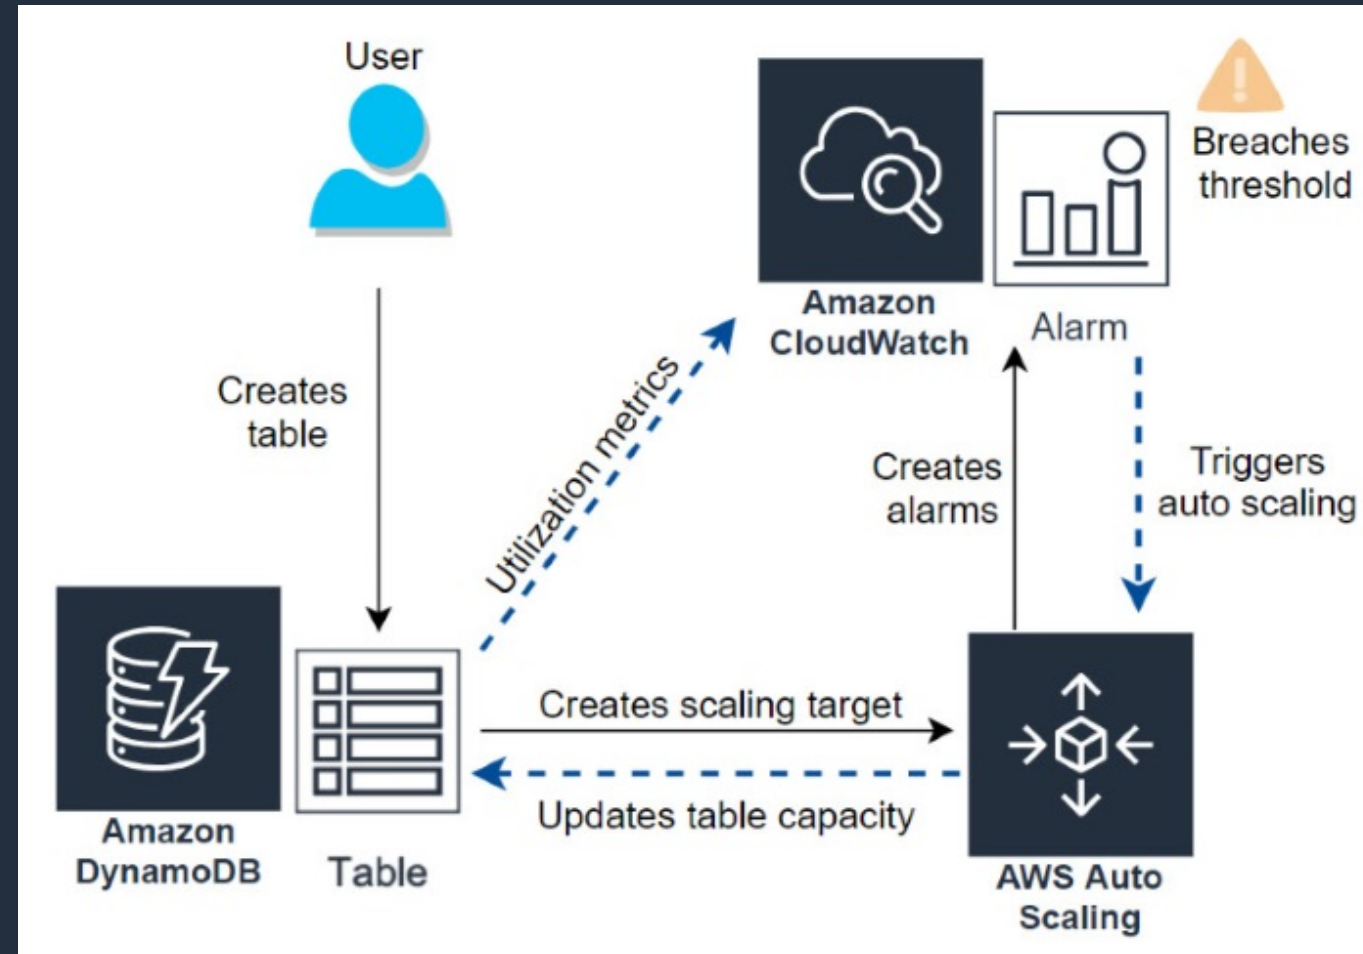 User
Breaches
threshold
Amazon
CloudWatch
Alarm
Creates
table
Utilization metrics
Creates
alarms
Triggers
auto scaling
Creates scaling target
Updates table capacity
Amazon
DynamoDB
Table
AWS Auto
Scaling